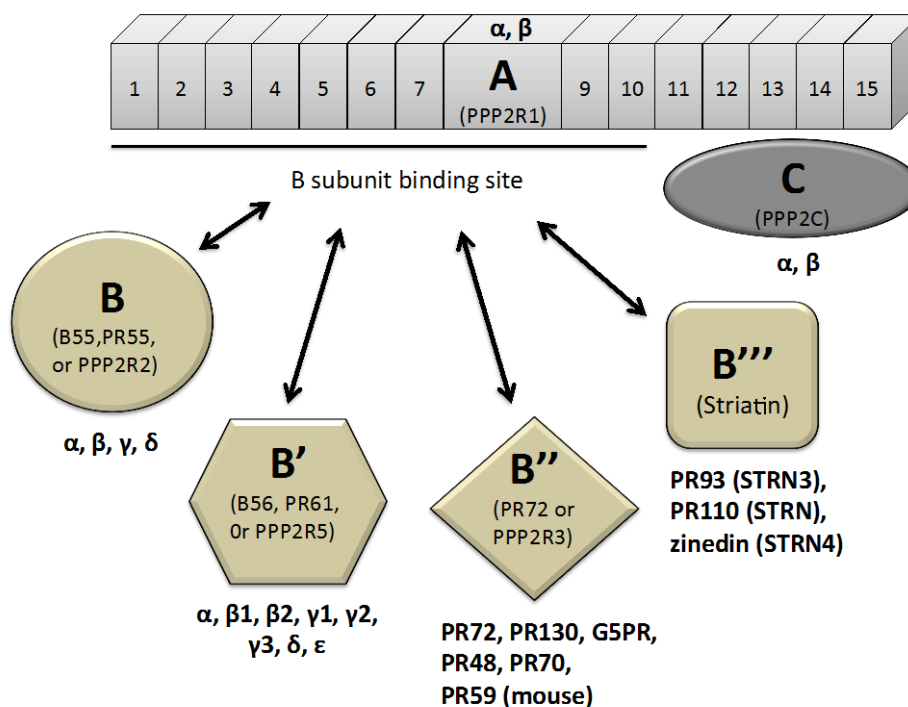 α, β
1 2 3 4 5 6 7 A 9 10 11 12 13 14 15
(PPP2R1)
B subunit binding site
C
(PPP2C)
α, β
B
(B55,PR55,
or PPP2R2)
α, β, γ, δ
B'
(B56, PR61,
0r PPP2R5)
α, β1, β2, γ1, γ2,
γ3, δ, ε
B''
(PR72 or
PPP2R3)
PR72, PR130, G5PR,
PR48, PR70,
PR59 (mouse)
B'''
(Striatin)
PR93 (STRN3),
PR110 (STRN),
zinedin (STRN4)